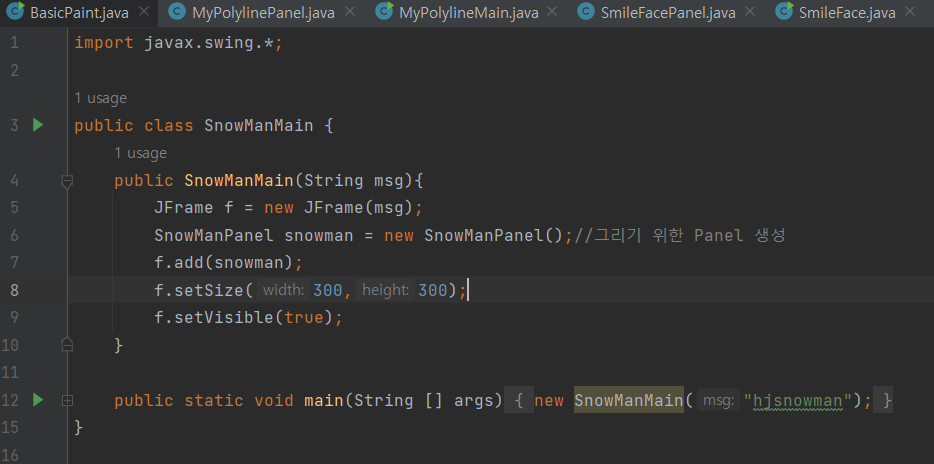 BasicPaint.java MyPolylinePanel.java MyPolylineMain.java SmileFacePanel.java SmileFace.java
1 import javax.swing.*;
2
1 usage
3 public class SnowManMain {
1 usage
4 public SnowManMain(String msg){
5 JFrame f = new JFrame(msg);
6 SnowManPanel snowman = new SnowManPanel();//그리기 위한 Panel 생성
7 f.add(snowman);
8 f.setSize( width: 300, height: 300);
9 f.setVisible(true);
10 }
11
12 public static void main(String [] args) { new SnowManMain( msg: "hjsnowman"); }
15 }
16